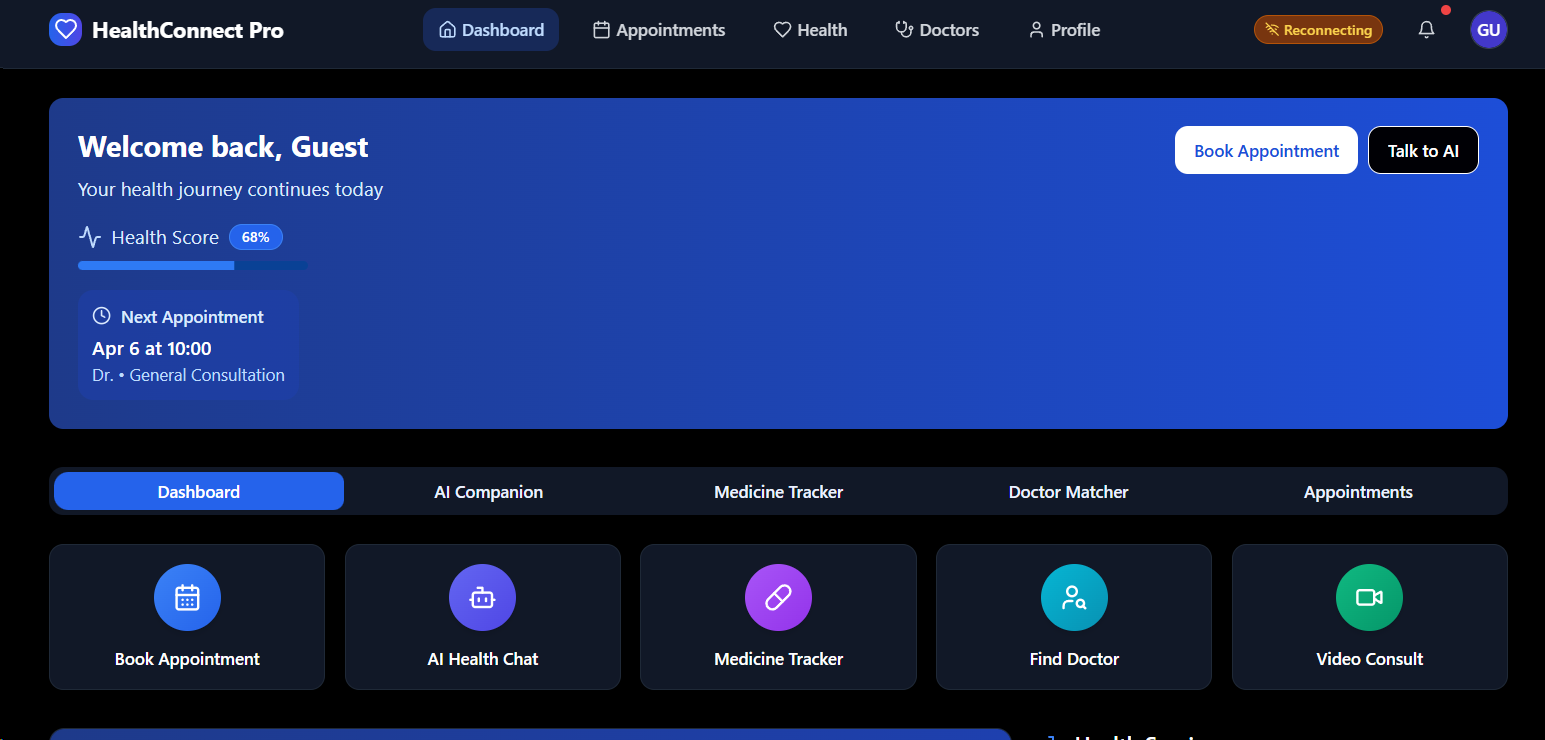 HealthConnect Pro
Dashboard
Appointments
Health
Doctors
Profile
Reconnecting
GU
Welcome back, Guest
Book Appointment
Talk to AI
Your health journey continues today
Health Score 68%
Next Appointment
Apr 6 at 10:00
Dr. • General Consultation
Dashboard
AI Companion
Medicine Tracker
Doctor Matcher
Appointments
Book Appointment
AI Health Chat
Medicine Tracker
Find Doctor
Video Consult